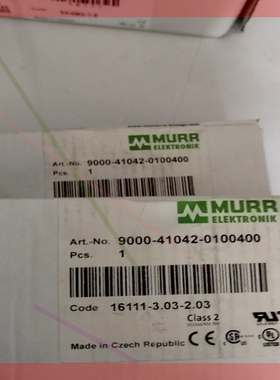 MURR
ELEKTRONIK
Art.-No. 9000-41042-0100400
Pcs. 1
MURR
ELEKTRONIK
Art.-No. 9000-41042-0100400
Pcs. 1
Code 16111-3.03-2.03
Class 2
Made in Czech Republic